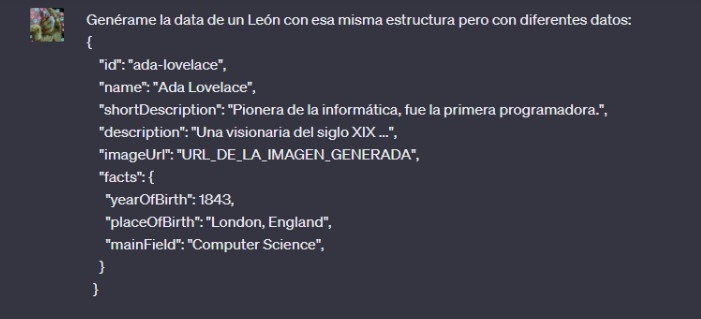 Genérame la data de un León con esa misma estructura pero con diferentes datos:
{
"id": "ada-lovelace",
"name": "Ada Lovelace",
"shortDescription": "Pionera de la informática, fue la primera programadora.",
"description": "Una visionaria del siglo XIX ...",
"imageUrl": "URL_DE_LA_IMAGEN_GENERADA",
"facts": {
"yearOfBirth": 1843,
"placeOfBirth": "London, England",
"mainField": "Computer Science",
}
}